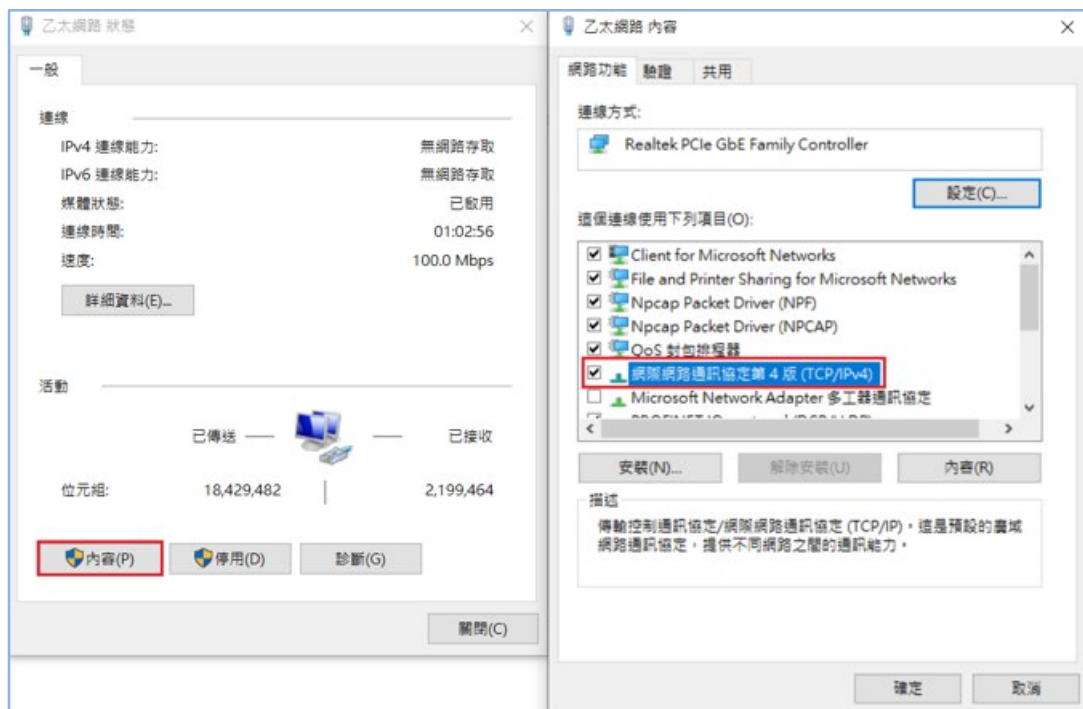 乙太網路 狀態
一般
連線
IPv4 連線能力: 無網路存取
IPv6 連線能力: 無網路存取
媒體狀態: 已啟用
連線時間: 01:02:56
速度: 100.0 Mbps
詳細資料(E)...
活動
已傳送 已接收
位元組: 18,429,482 2,199,464
內容(P) 停用(D) 診斷(G)
關閉(C)
乙太網路 內容
網路功能 驗證 共用
連線方式:
Realtek PCIe GbE Family Controller
設定(C)...
這個連線使用下列項目(O):
Client for Microsoft Networks
File and Printer Sharing for Microsoft Networks
Npcap Packet Driver (NPF)
Npcap Packet Driver (NPCAP)
QoS 封包排程器
網際網路通訊協定第 4 版 (TCP/IPv4)
Microsoft Network Adapter 多工器通訊協定
安裝(N)... 解除安裝(U) 內容(R)
描述
傳輸控制通訊協定/網際網路通訊協定 (TCP/IP)。這是預設的廣域
網路通訊協定，提供不同網路之間的通訊能力。
確定 取消